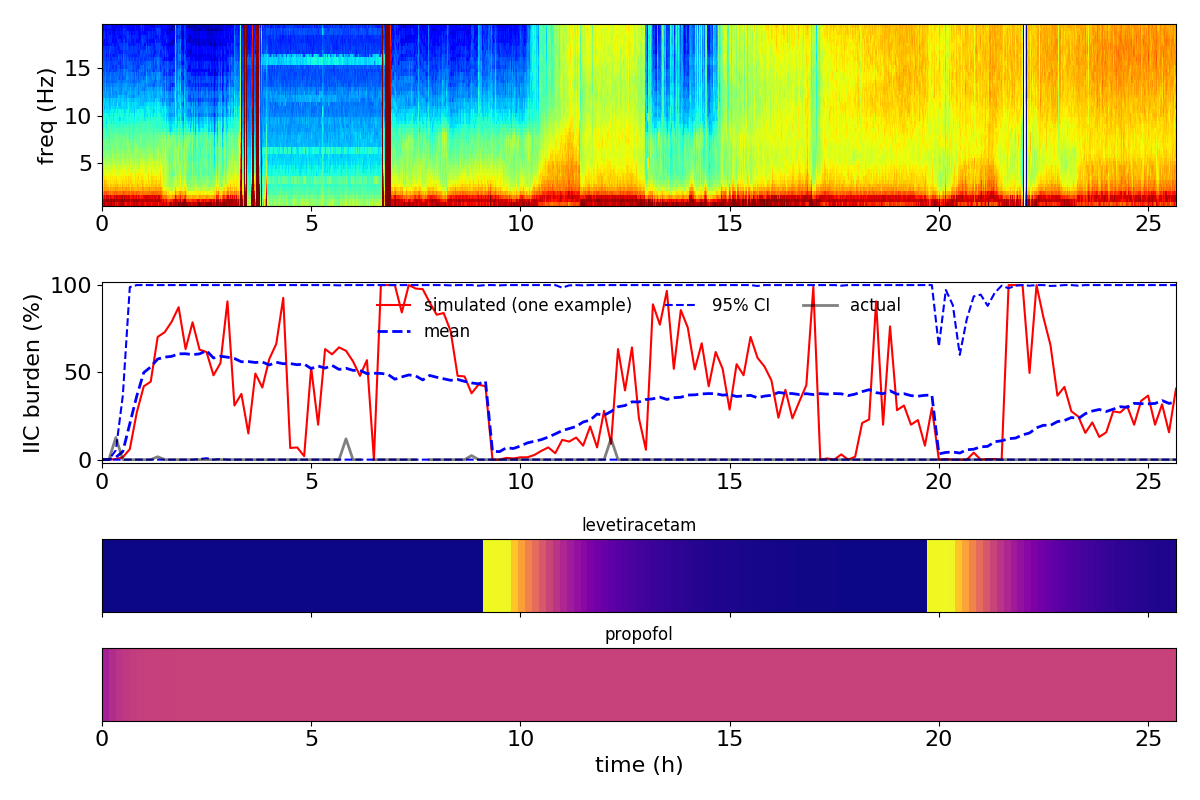 freq (Hz)
15
10
5
0 5 10 15 20 25
IIC burden (%)
100
50
0
simulated (one example)
mean
95% CI
actual
0 5 10 15 20 25
levetiracetam
propofol
0 5 10 15 20 25
time (h)